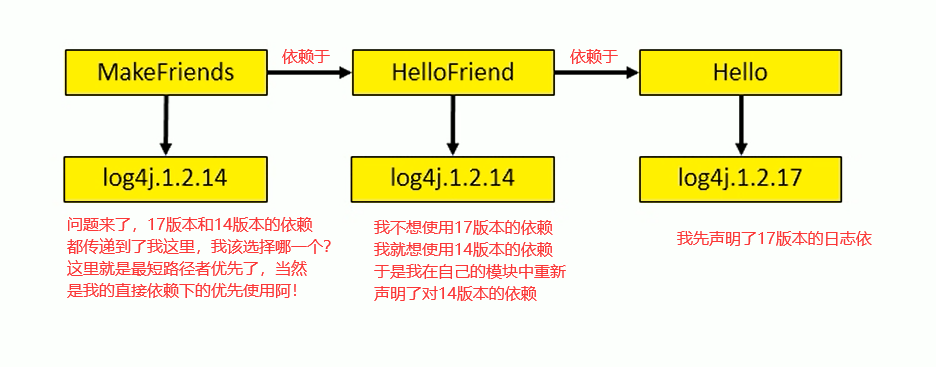 依赖于
依赖于
MakeFriends
HelloFriend
Hello
log4j.1.2.14
log4j.1.2.14
log4j.1.2.17
问题来了，17版本和14版本的依赖
都传递到了我这里，我该选择哪一个？
这里就是最短路径者优先了，当然
是我的直接依赖下的优先使用阿！
我不想使用17版本的依赖
我就想使用14版本的依赖
于是我在自己的模块中重新
声明了对14版本的依赖
我先声明了17版本的日志依